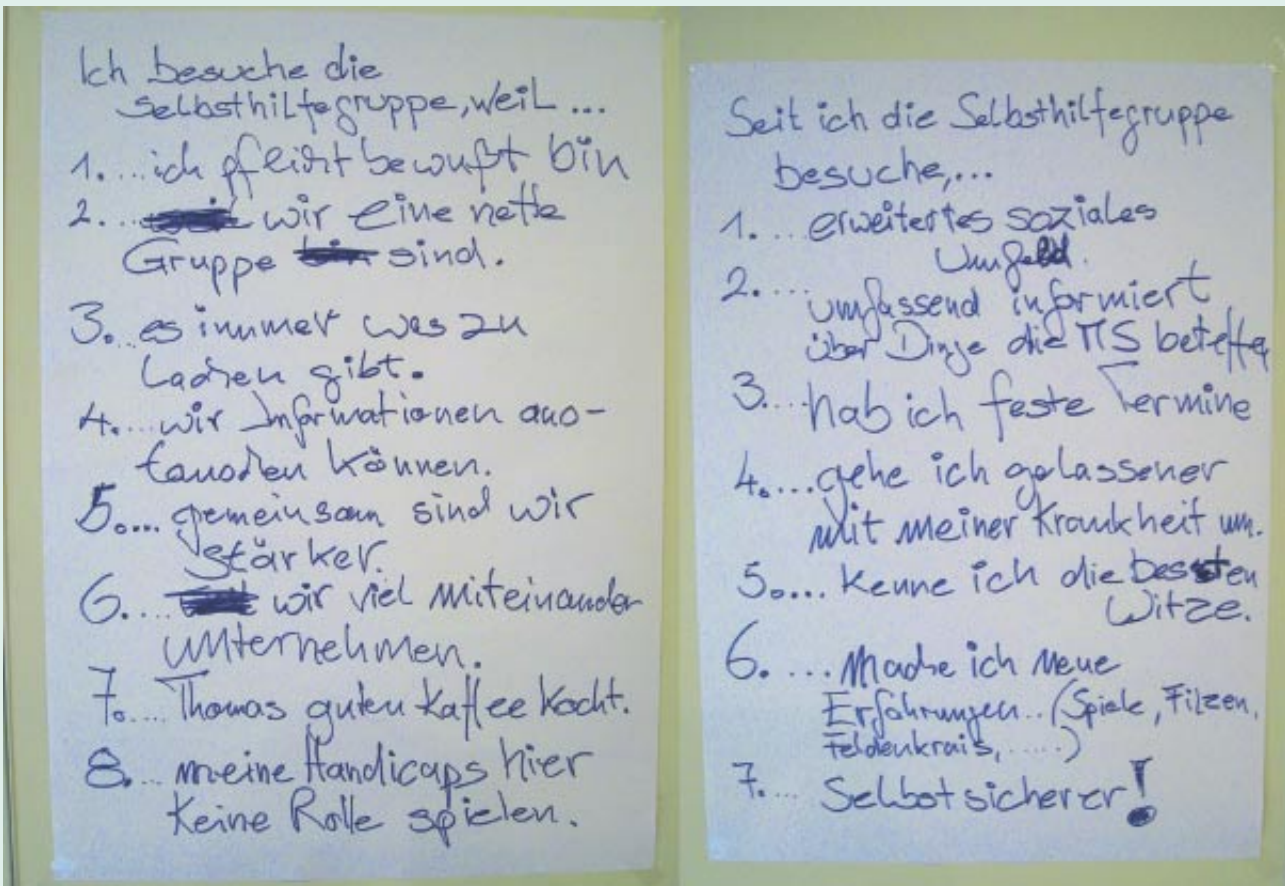 Ich besuche die
Selbsthilfegruppe, weil ...
1. ... ich pflichtbewußt bin
2. ... wir eine nette
Gruppe sind.
3. .. es immer was zu
Lachen gibt.
4. ... wir Informationen aus-
tauschen können.
5. ... gemeinsam sind wir
stärker.
6. ... wir viel miteinander
unternehmen.
7. ... Thomas guten Kaffee kocht.
8. .. meine Handicaps hier
keine Rolle spielen.
Seit ich die Selbsthilfegruppe
besuche,...
1. ... erweitertes soziales
Umfeld.
2. ...
umfassend informiert
über Dinge die MS
3. ... hab ich feste Termine
4. ... gehe ich gelassener
mit meiner Krankheit um.
5. ... kenne ich die besten
Witze.
6. ... Mache ich neue
Erfahrungen.. (Spiele, Filzen,
Feldenkrais, .....)
7. ... Selbstsicherer!